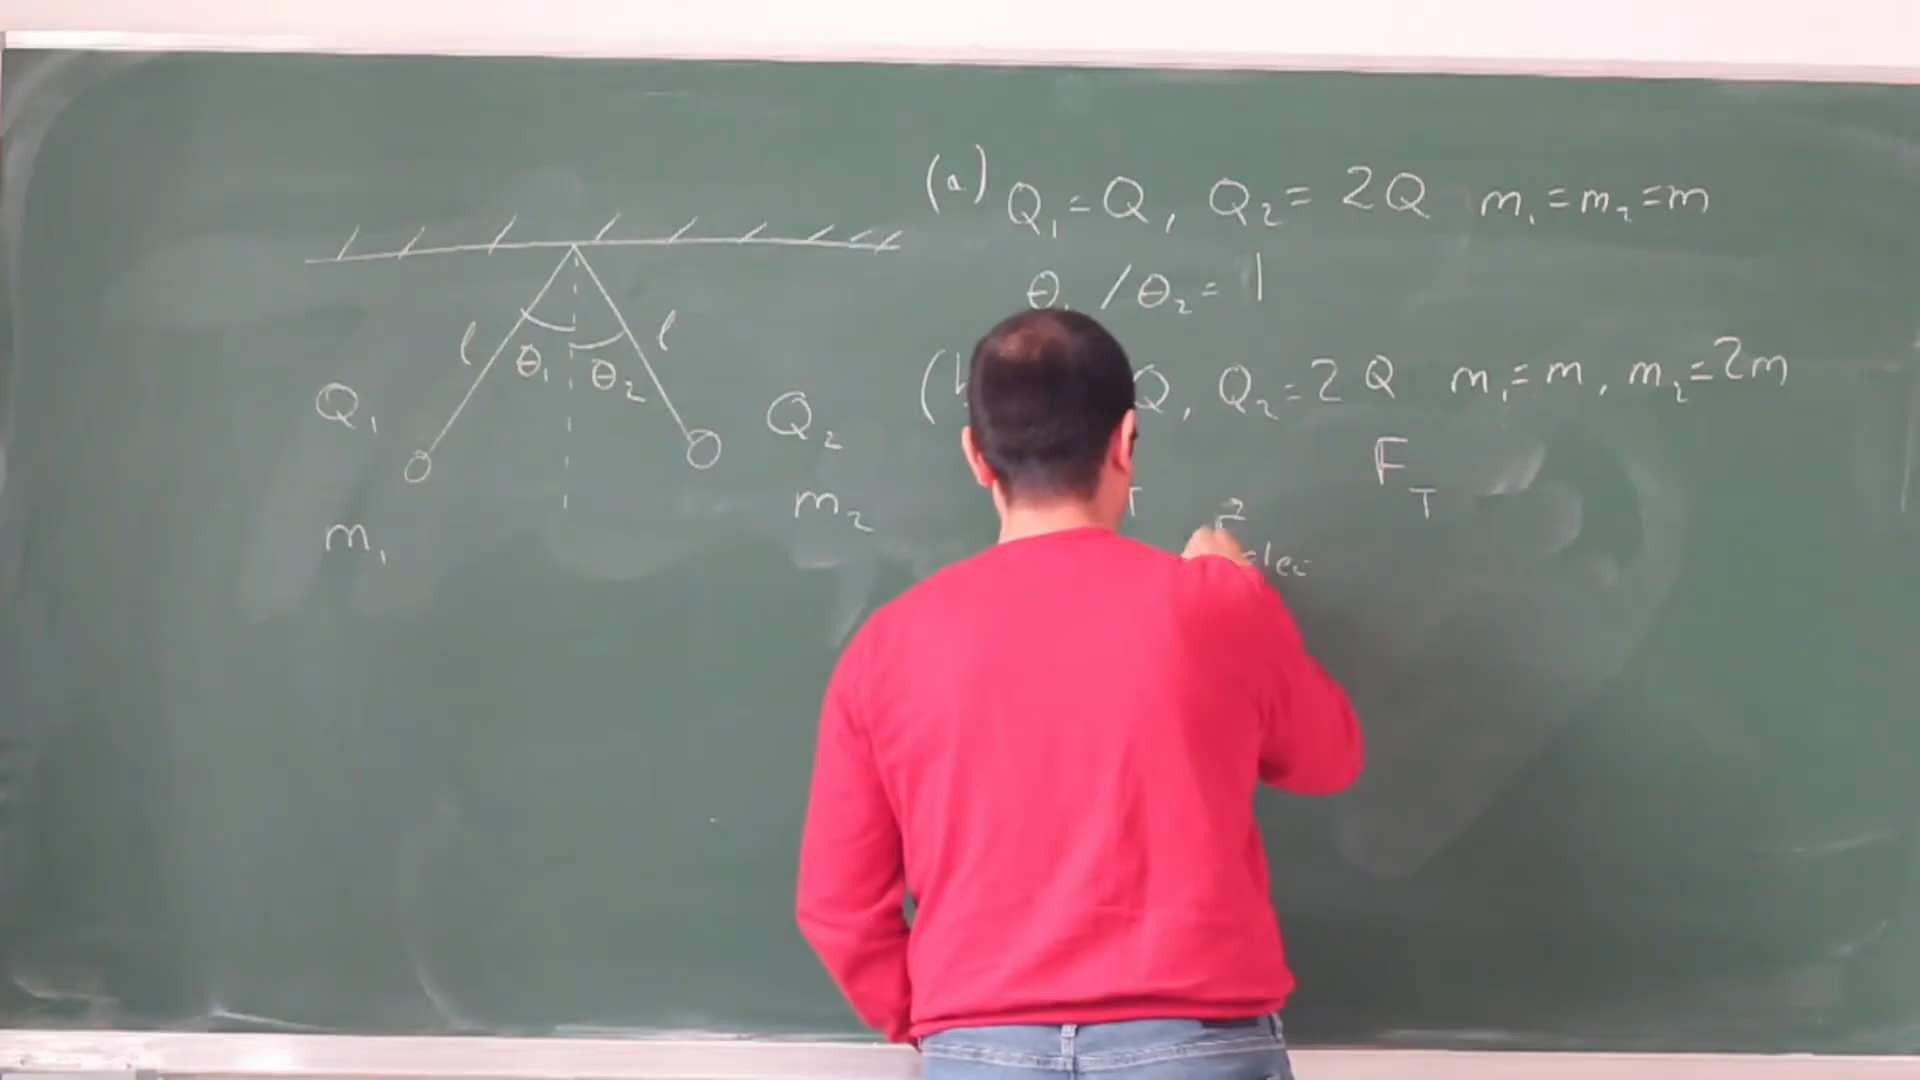 (a) Q₁ = Q, Q₂ = 2Q m₁ = m₂ = m
θ₁ / θ₂ = 1
( Q, Q₂ = 2Q m₁ = m, m₂ = 2m
F_T
T
elec
l θ₁ θ₂ l
Q₁ Q₂
m₁ m₂